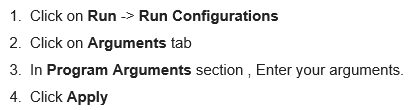 1. Click on Run -> Run Configurations
2. Click on Arguments tab
3. In Program Arguments section , Enter your arguments.
4. Click Apply